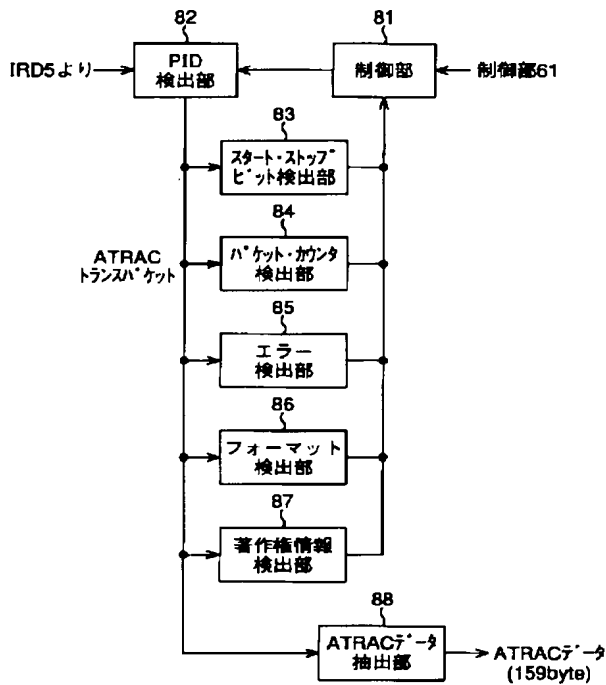 82
81
IRD5より
PID
検出部
制御部
制御部61
83
スタート・ストップ
ビット検出部
84
パケット・カウンタ
検出部
ATRAC
トランスパケット
85
エラー
検出部
86
フォーマット
検出部
87
著作権情報
検出部
88
ATRACデータ
抽出部
ATRACデータ
(159byte)